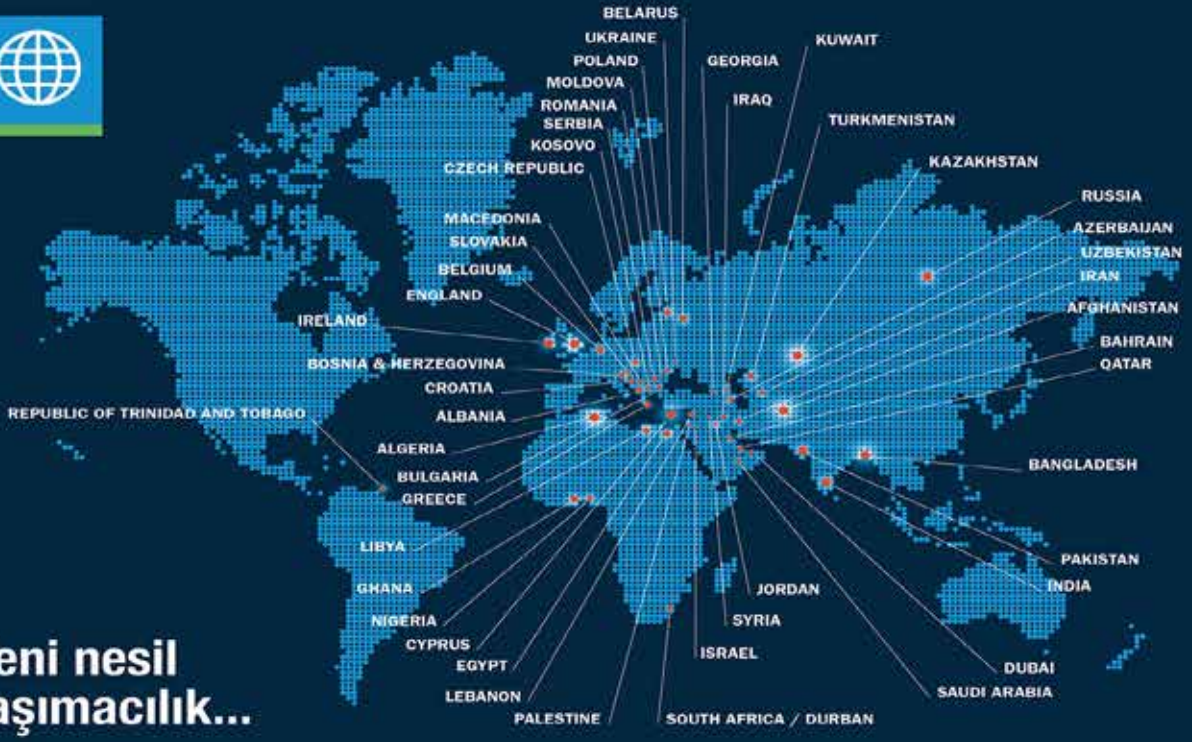 BELARUS
UKRAINE
POLAND
MOLDOVA
ROMANIA
SERBIA
KOSOVO
CZECH REPUBLIC
MACEDONIA
SLOVAKIA
BELGIUM
ENGLAND
IRELAND
BOSNIA & HERZEGOVINA
CROATIA
REPUBLIC OF TRINIDAD AND TOBAGO
ALBANIA
ALGERIA
BULGARIA
GREECE
LIBYA
GHANA
NIGERIA
CYPRUS
EGYPT
LEBANON
PALESTINE
KUWAIT
GEORGIA
IRAQ
TURKMENISTAN
KAZAKHSTAN
RUSSIA
AZERBAIJAN
UZBEKISTAN
IRAN
AFGHANISTAN
BAHRAIN
QATAR
BANGLADESH
PAKISTAN
INDIA
JORDAN
SYRIA
ISRAEL
DUBAI
SAUDI ARABIA
SOUTH AFRICA / DURBAN
eni nesil
aşımacılık...